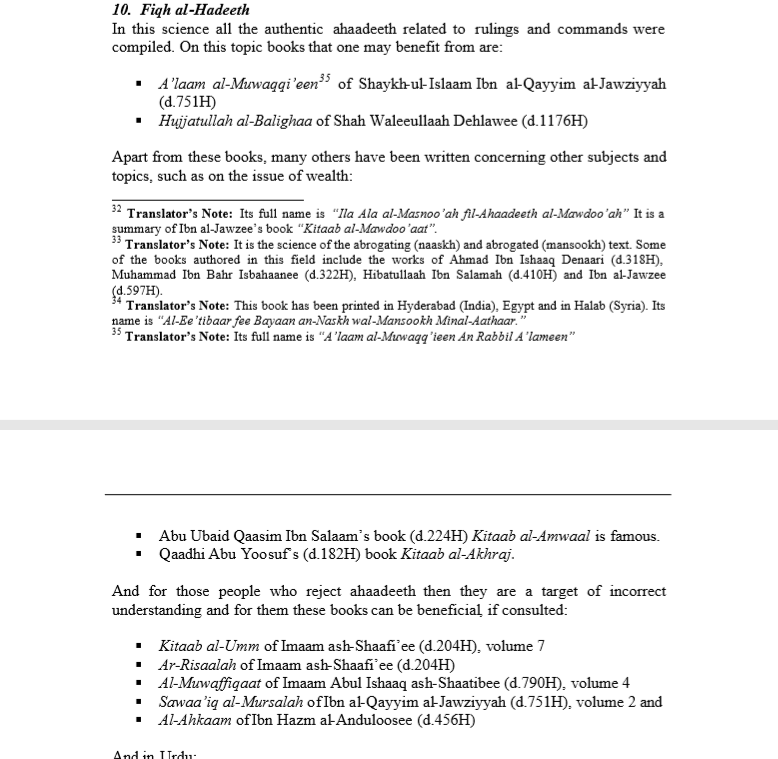 10. Fiqh al-Hadeeth
In this science all the authentic ahaadeeth related to rulings and commands were
compiled. On this topic books that one may benefit from are:
▪ A'laam al-Muwaqqi'een35 of Shaykh-ul-Islaam Ibn al-Qayyim al-Jawziyyah
(d.751H)
▪ Hujjatullah al-Balighaa of Shah Waleeullaah Dehlawee (d.1176H)
Apart from these books, many others have been written concerning other subjects and
topics, such as on the issue of wealth:
32 Translator's Note: Its full name is "Ila Ala al-Masnoo'ah fil-Ahaadeeth al-Mawdoo'ah" It is a
summary of Ibn al-Jawzee's book "Kitaab al-Mawdoo'aat".
33 Translator's Note: It is the science of the abrogating (naaskh) and abrogated (mansookh) text. Some
of the books authored in this field include the works of Ahmad Ibn Ishaaq Denaari (d.318H),
Muhammad Ibn Bahr Isbahaanee (d.322H), Hibatullaah Ibn Salamah (d.410H) and Ibn al-Jawzee
(d.597H).
34 Translator's Note: This book has been printed in Hyderabad (India), Egypt and in Halab (Syria). Its
name is "Al-Ee'tibaar fee Bayaan an-Naskh wal-Mansookh Minal-Aathaar."
35 Translator's Note: Its full name is "A'laam al-Muwaqq'ieen An Rabbil A'lameen"
▪ Abu Ubaid Qaasim Ibn Salaam's book (d.224H) Kitaab al-Amwaal is famous.
▪ Qaadhi Abu Yoosuf's (d.182H) book Kitaab al-Akhraj.
And for those people who reject ahaadeeth then they are a target of incorrect
understanding and for them these books can be beneficial, if consulted:
▪ Kitaab al-Umm of Imaam ash-Shaafi'ee (d.204H), volume 7
▪ Ar-Risaalah of Imaam ash-Shaafi'ee (d.204H)
▪ Al-Muwaffiqaat of Imaam Abul Ishaaq ash-Shaatibee (d.790H), volume 4
▪ Sawaa'iq al-Mursalah of Ibn al-Qayyim al-Jawziyyah (d.751H), volume 2 and
▪ Al-Ahkaam of Ibn Hazm al-Anduloosee (d.456H)
And in Urdu: